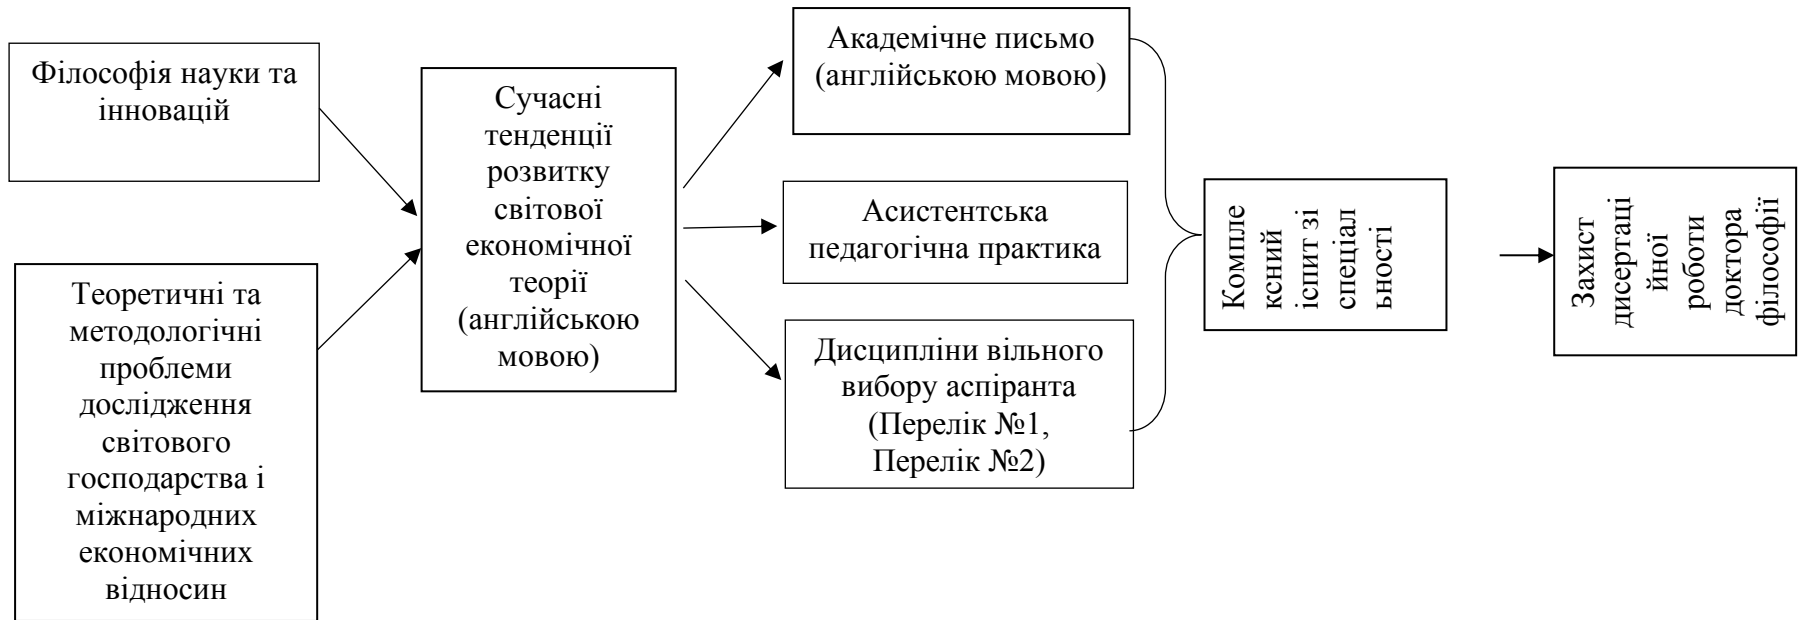 Філософія науки та
інновацій
Теоретичні та
методологічні
проблеми
дослідження
світового
господарства і
міжнародних
економічних
відносин
Сучасні
тенденції
розвитку
світової
економічної
теорії
(англійською
мовою)
Академічне письмо
(англійською мовою)
Асистентська
педагогічна практика
Дисципліни вільного
вибору аспіранта
(Перелік №1,
Перелік №2)
Компле
ксний
іспит зі
спеціал
ьності
Захист
дисертаці
йної
роботи
доктора
філософії